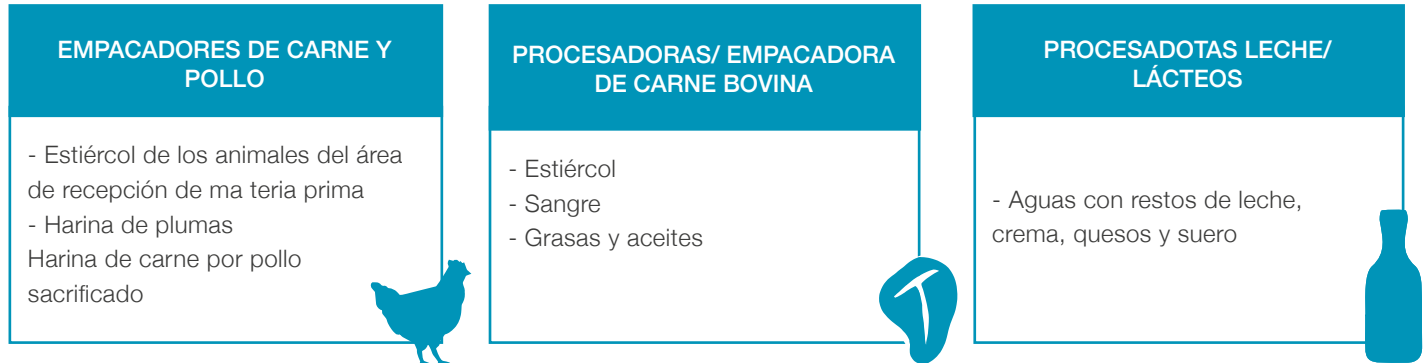 EMPACADORES DE CARNE Y
POLLO
- Estiércol de los animales del área
de recepción de ma teria prima
- Harina de plumas
Harina de carne por pollo
sacrificado
PROCESADORAS/ EMPACADORA
DE CARNE BOVINA
- Estiércol
- Sangre
- Grasas y aceites
PROCESADOTAS LECHE/
LÁCTEOS
- Aguas con restos de leche,
crema, quesos y suero